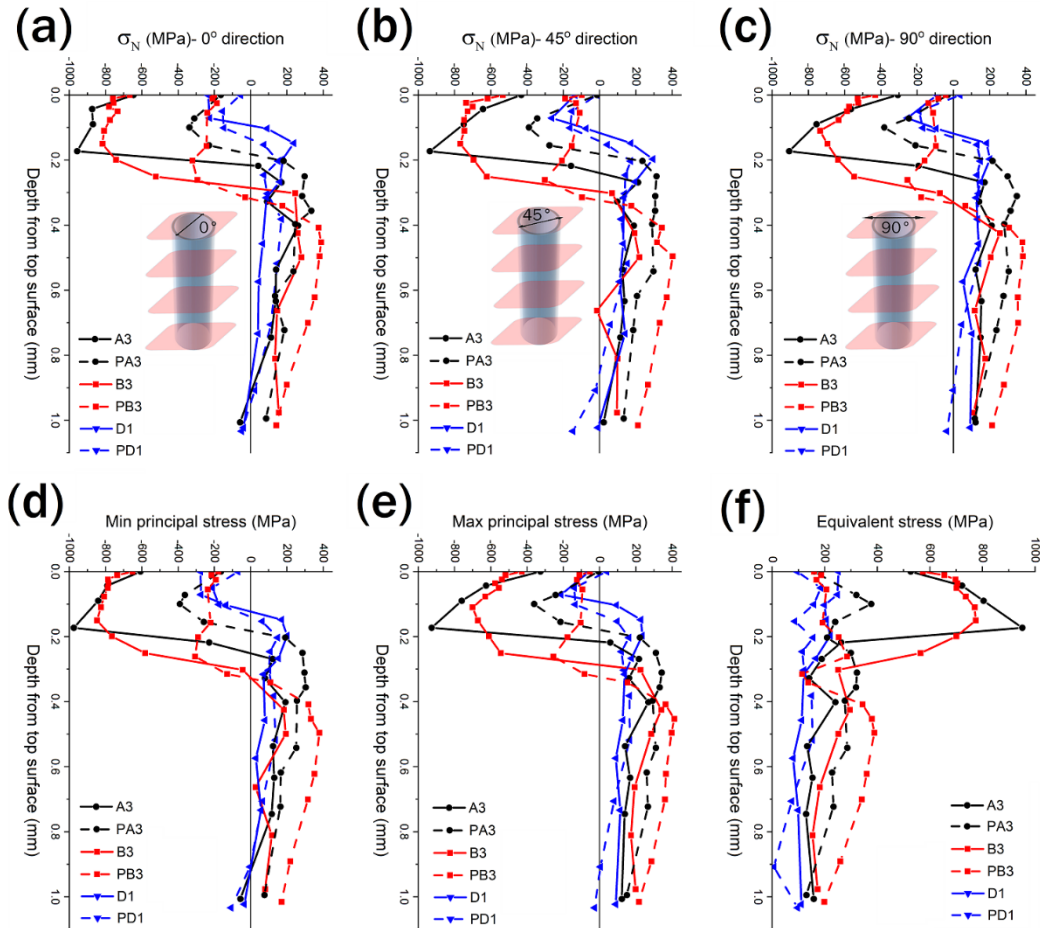 (a)
σN (MPa)- 0° direction
-1000 -800 -600 -400 -200 0 200 400
0.0
0.2
0.4
0.6
0.8
1.0
Depth from top surface (mm)
0°
A3
PA3
B3
PB3
D1
PD1
(b)
σN (MPa)- 45° direction
-1000 -800 -600 -400 -200 0 200 400
0.0
0.2
0.4
0.6
0.8
1.0
Depth from top surface (mm)
45°
A3
PA3
B3
PB3
D1
PD1
(c)
σN (MPa)- 90° direction
-1000 -800 -600 -400 -200 0 200 400
0.0
0.2
0.4
0.6
0.8
1.0
Depth from top surface (mm)
90°
A3
PA3
B3
PB3
D1
PD1
(d)
Min principal stress (MPa)
-1000 -800 -600 -400 -200 0 200 400
0.0
0.2
0.4
0.6
0.8
1.0
Depth from top surface (mm)
A3
PA3
B3
PB3
D1
PD1
(e)
Max principal stress (MPa)
-1000 -800 -600 -400 -200 0 200 400
0.0
0.2
0.4
0.6
0.8
1.0
Depth from top surface (mm)
A3
PA3
B3
PB3
D1
PD1
(f)
Equivalent stress (MPa)
0 200 400 600 800 1000
0.0
0.2
0.4
0.6
0.8
1.0
Depth from top surface (mm)
A3
PA3
B3
PB3
D1
PD1